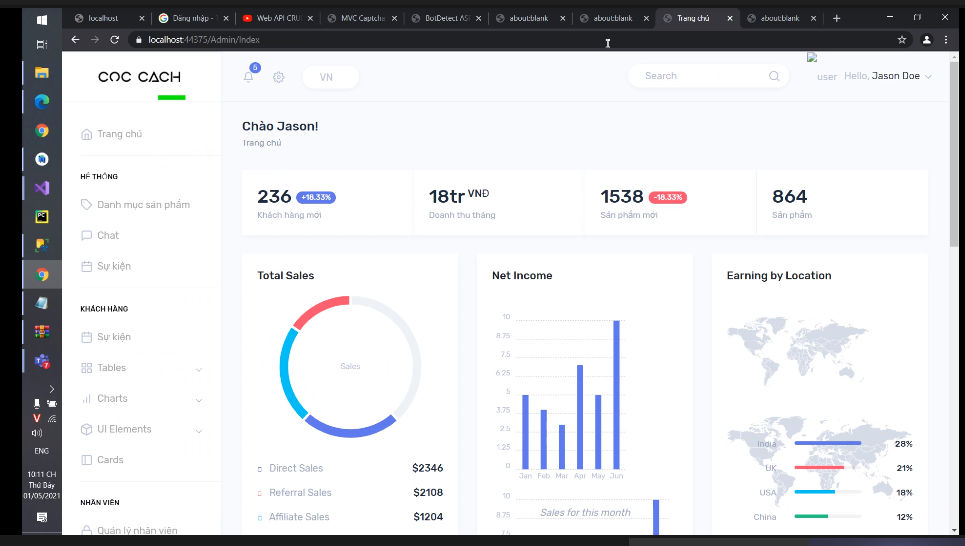 localhost
Đăng nhập - T
Web API CRUD
MVC Captcha
BotDetect ASP
about:blank
about:blank
Trang chủ
about:blank
localhost:44375/Admin/Index
COC CACH
5
VN
Search
user
Hello, Jason Doe
Trang chủ
HỆ THỐNG
Danh mục sản phẩm
Chat
Sự kiện
KHÁCH HÀNG
Sự kiện
Tables
Charts
UI Elements
Cards
NHÂN VIÊN
Quản lý nhân viên
Chào Jason!
Trang chủ
236 +18.33%
Khách hàng mới
18tr VNĐ
Doanh thu tháng
1538 -18.33%
Sản phẩm mới
864
Sản phẩm
Total Sales
Sales
Direct Sales $2346
Referral Sales $2108
Affiliate Sales $1204
Net Income
10
8.75
7.5
6.25
5
3.75
2.5
1.25
0
Jan Feb Mar Apr May Jun
10
8.75
7.5
Sales for this month
Earning by Location
India 28%
UK 21%
USA 18%
China 12%
PC
7
V
ENG
10:11 CH
Thứ Bảy
01/05/2021